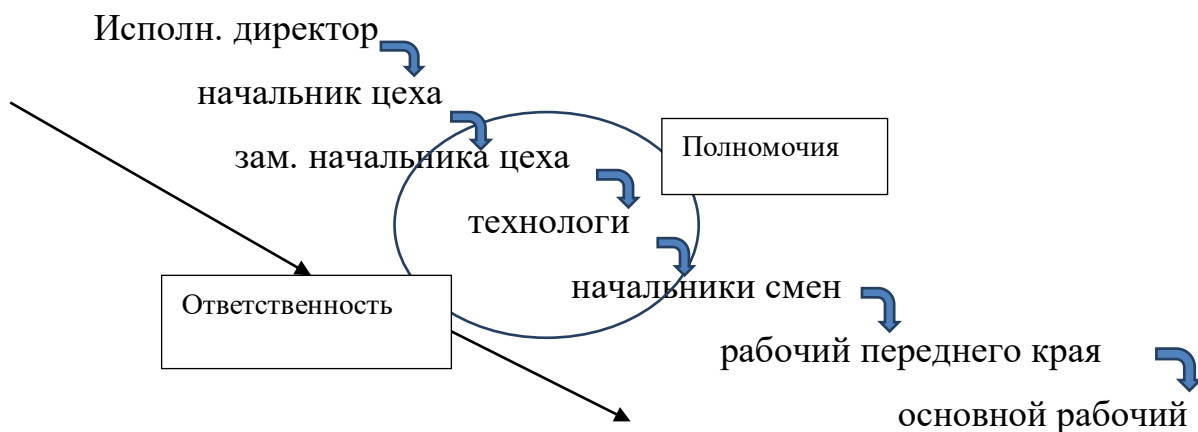 Исполн. директор
начальник цеха
зам. начальника цеха
Полномочия
технологи
начальники смен
Ответственность
рабочий переднего края
основной рабочий